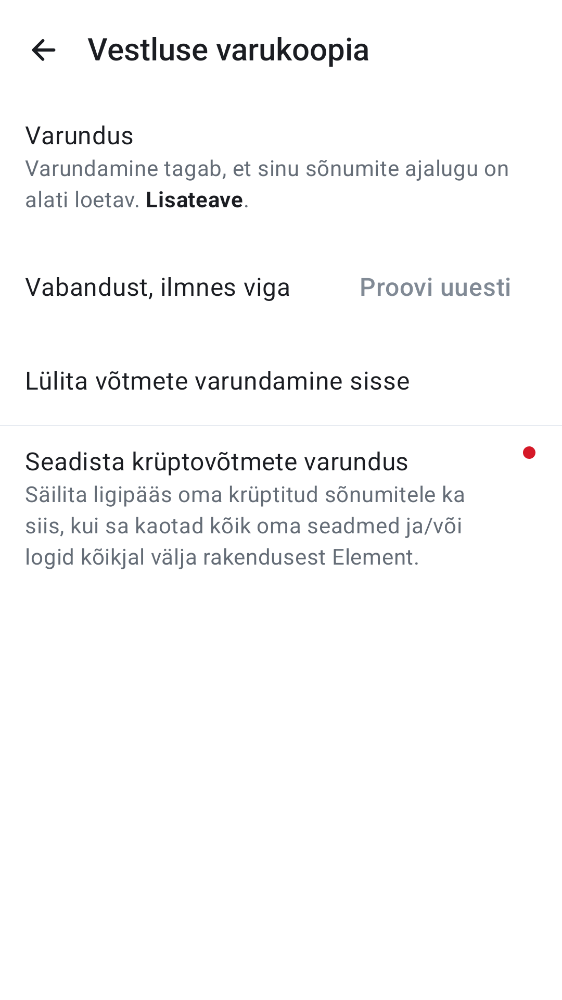 Vestluse varukoopia
Varundus
Varundamine tagab, et sinu sõnumite ajalugu on
alati loetav. Lisateave.
Vabandust, ilmnes viga Proovi uuesti
Lülita võtmete varundamine sisse
Seadista krüptovõtmete varundus
Säilita ligipääs oma krüptitud sõnumitele ka
siis, kui sa kaotad kõik oma seadmed ja/või
logid kõikjal välja rakendusest Element.